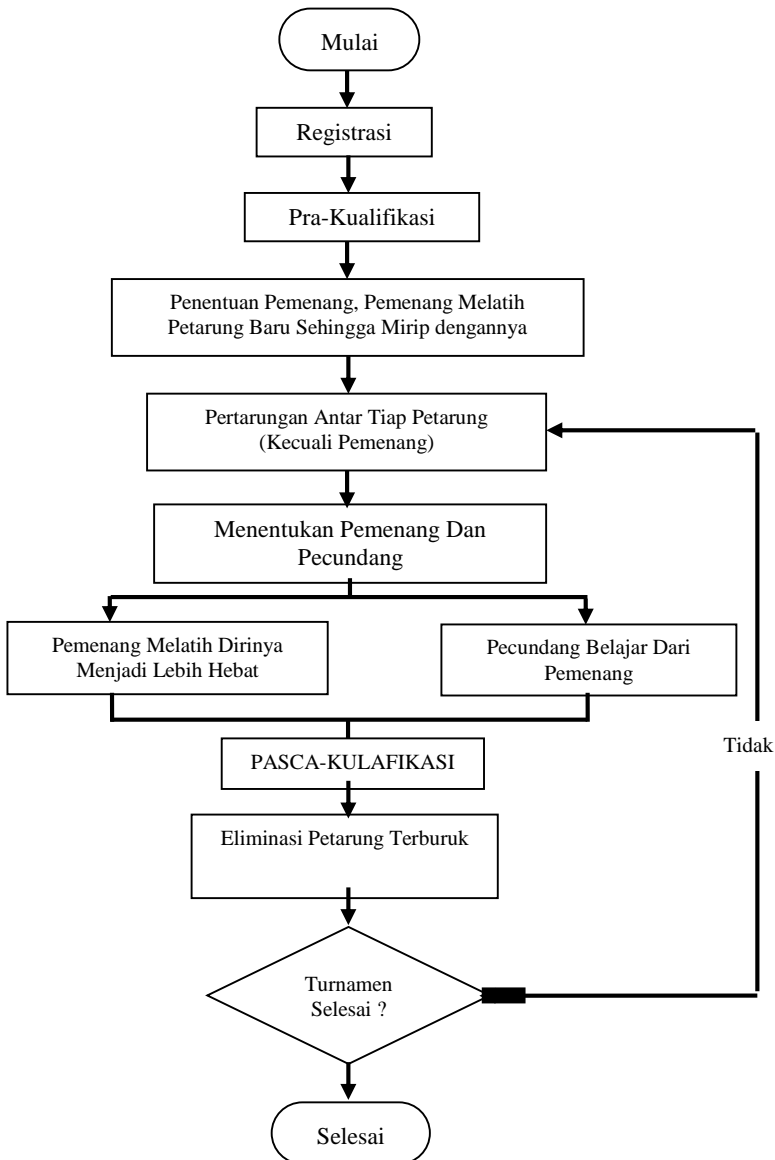 Mulai
Registrasi
Pra-Kualifikasi
Penentuan Pemenang, Pemenang Melatih
Petarung Baru Sehingga Mirip dengannya
Pertarungan Antar Tiap Petarung
(Kecuali Pemenang)
Menentukan Pemenang Dan
Pecundang
Pemenang Melatih Dirinya
Menjadi Lebih Hebat
Pecundang Belajar Dari
Pemenang
Tidak
PASCA-KULAFIKASI
Eliminasi Petarung Terburuk
Turnamen
Selesai ?
Selesai